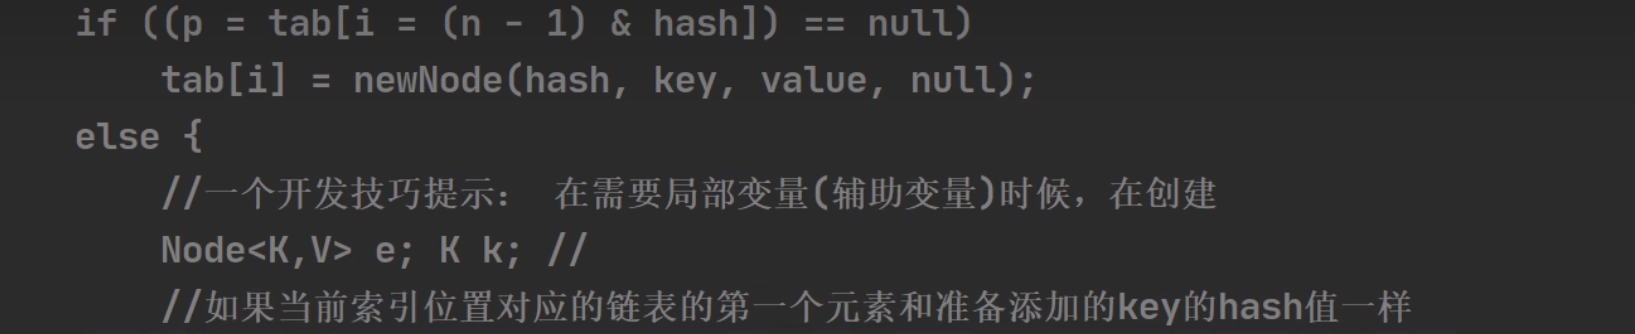 if ((p = tab[i = (n - 1) & hash]) == null)
tab[i] = newNode(hash, key, value, null);
else {
//一个开发技巧提示： 在需要局部变量(辅助变量)时候，在创建
Node<K,V> e; K k; //
//如果当前索引位置对应的链表的第一个元素和准备添加的key的hash值一样